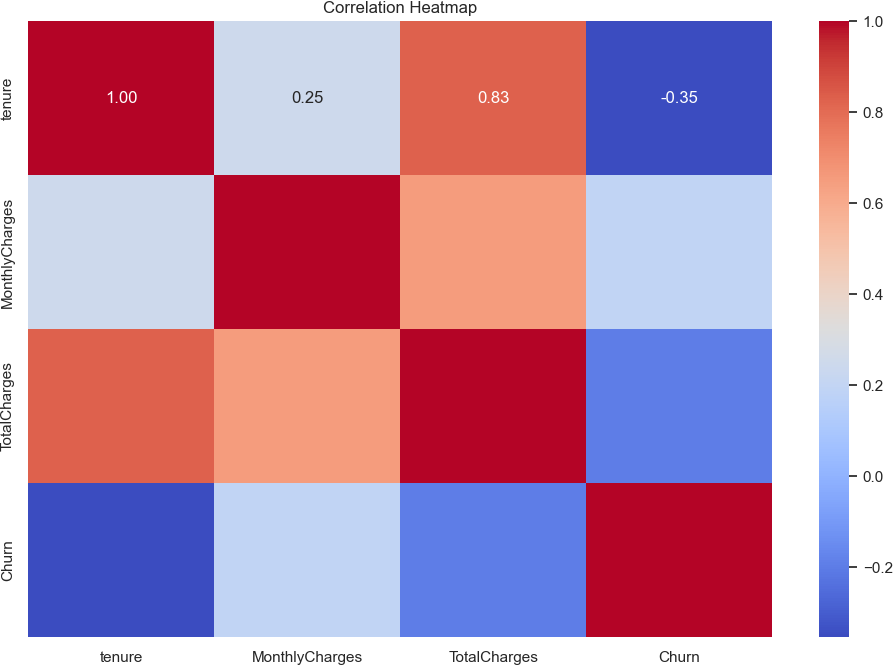 Correlation Heatmap
1.0
tenure
1.00
0.25
0.83
-0.35
0.8
MonthlyCharges
0.6
0.4
TotalCharges
0.2
0.0
Churn
−0.2
tenure
MonthlyCharges
TotalCharges
Churn